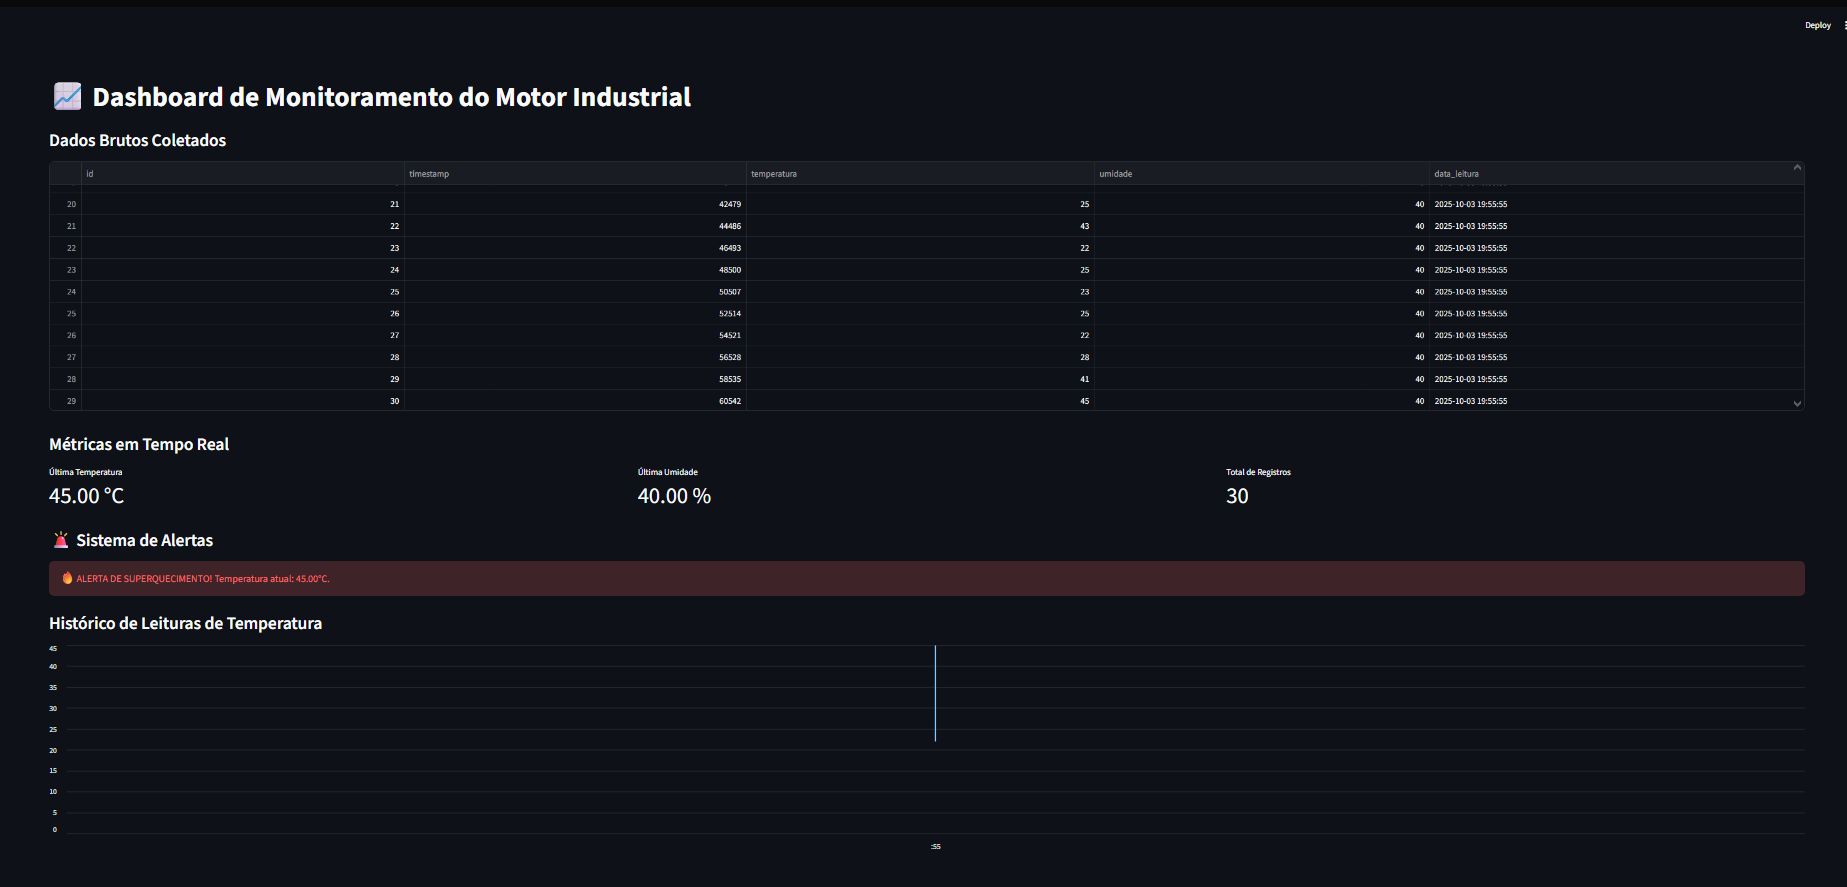 Deploy
Dashboard de Monitoramento do Motor Industrial
Dados Brutos Coletados
id timestamp temperatura umidade data_leitura
20 21 42479 25 40 2025-10-03 19:55:55
21 22 44486 43 40 2025-10-03 19:55:55
22 23 46493 22 40 2025-10-03 19:55:55
23 24 48500 25 40 2025-10-03 19:55:55
24 25 50507 23 40 2025-10-03 19:55:55
25 26 52514 25 40 2025-10-03 19:55:55
26 27 54521 22 40 2025-10-03 19:55:55
27 28 56528 28 40 2025-10-03 19:55:55
28 29 58535 41 40 2025-10-03 19:55:55
29 30 60542 45 40 2025-10-03 19:55:55
Métricas em Tempo Real
Última Temperatura Última Umidade Total de Registros
45.00 °C 40.00 % 30
Sistema de Alertas
ALERTA DE SUPERQUECIMENTO! Temperatura atual: 45.00°C.
Histórico de Leituras de Temperatura
45
40
35
30
25
20
15
10
5
0
:55